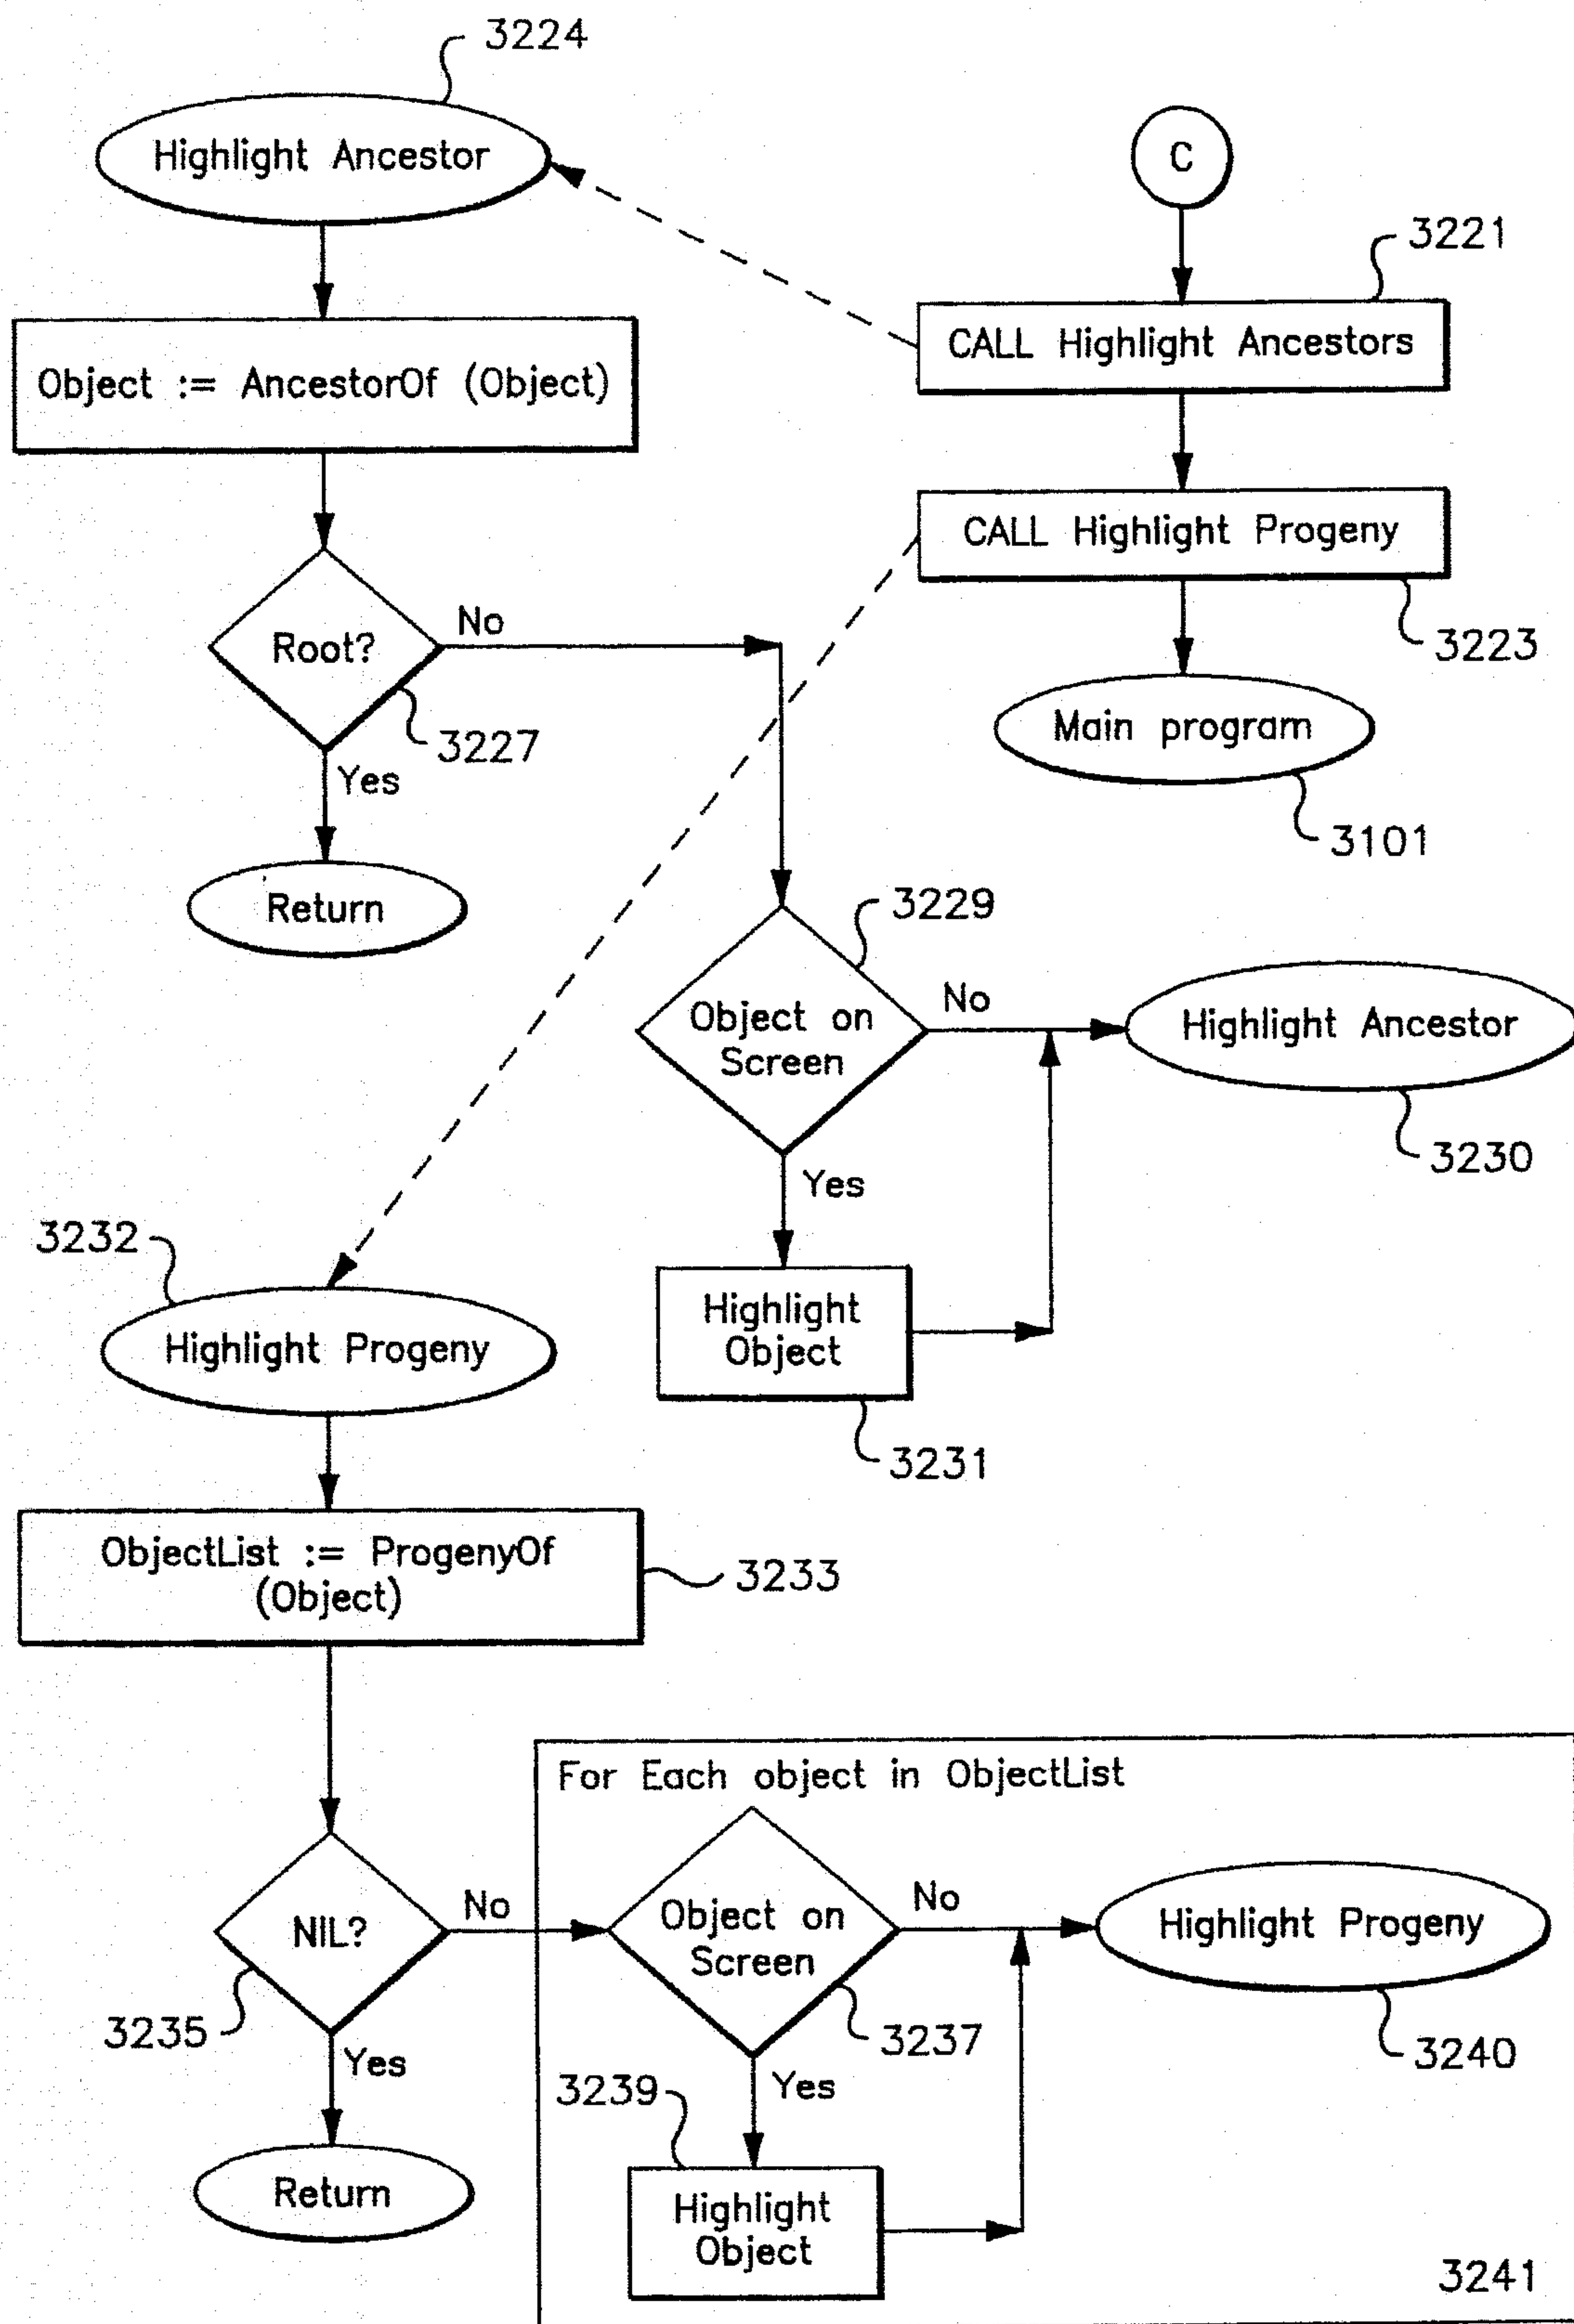 3224
Highlight Ancestor
C
3221
CALL Highlight Ancestors
Object := AncestorOf (Object)
CALL Highlight Progeny
3223
Root?
No
3227
Yes
Main program
3101
Return
3229
Object on
Screen
No
Highlight Ancestor
3230
Yes
3232
Highlight
Object
Highlight Progeny
3231
ObjectList := ProgenyOf
(Object)
3233
For Each object in ObjectList
NIL?
No
Object on
Screen
No
Highlight Progeny
3235
3237
3240
Yes
Yes
3239
Return
Highlight
Object
3241